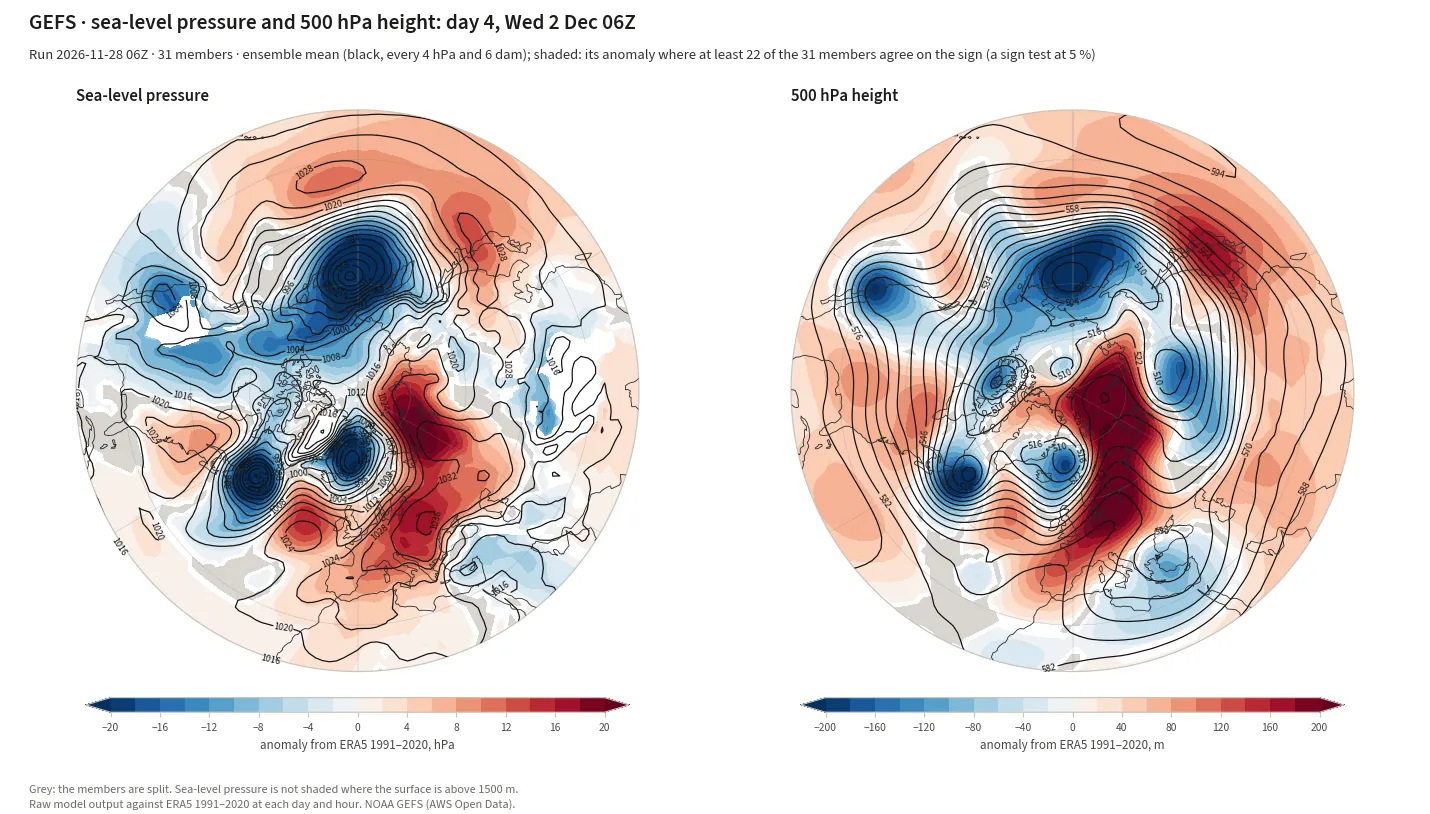 GEFS · sea-level pressure and 500 hPa height: day 4, Wed 2 Dec 06Z
Run 2026-11-28 06Z · 31 members · ensemble mean (black, every 4 hPa and 6 dam); shaded: its anomaly where at least 22 of the 31 members agree on the sign (a sign test at 5 %)
Sea-level pressure
500 hPa height
−20 −16 −12 −8 −4 0 4 8 12 16 20
anomaly from ERA5 1991–2020, hPa
−200 −160 −120 −80 −40 0 40 80 120 160 200
anomaly from ERA5 1991–2020, m
Grey: the members are split. Sea-level pressure is not shaded where the surface is above 1500 m.
Raw model output against ERA5 1991–2020 at each day and hour. NOAA GEFS (AWS Open Data).